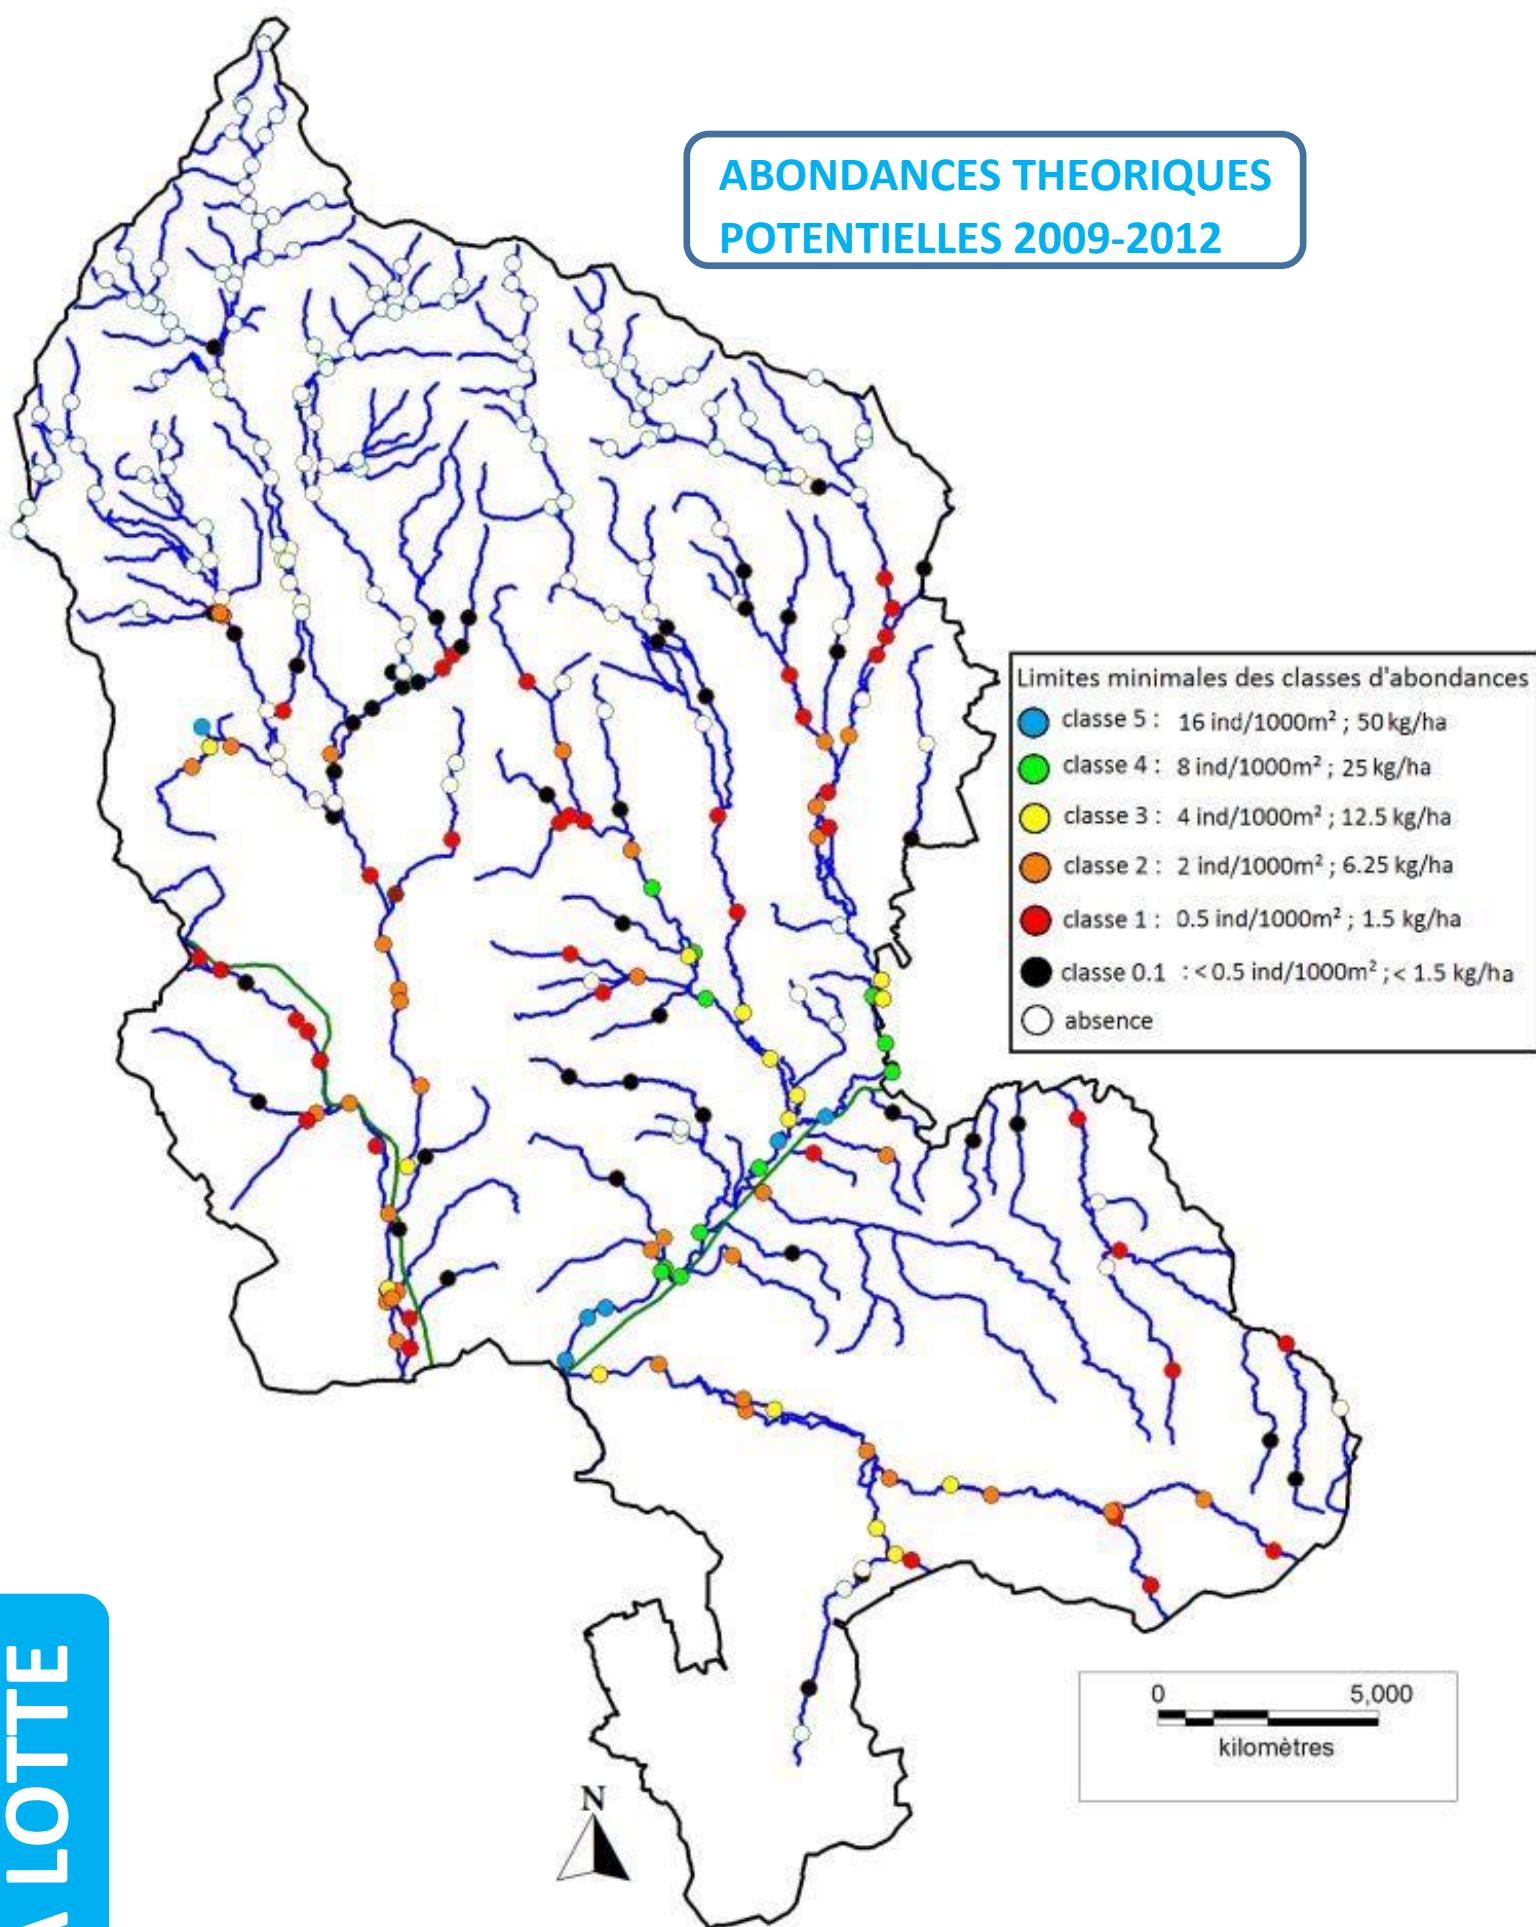 ABONDANCES THEORIQUES
POTENTIELLES 2009-2012
Limites minimales des classes d'abondances
classe 5 : 16 ind/1000m² ; 50 kg/ha
classe 4 : 8 ind/1000m² ; 25 kg/ha
classe 3 : 4 ind/1000m² ; 12.5 kg/ha
classe 2 : 2 ind/1000m² ; 6.25 kg/ha
classe 1 : 0.5 ind/1000m² ; 1.5 kg/ha
classe 0.1 : < 0.5 ind/1000m² ; < 1.5 kg/ha
absence
0 5,000
kilomètres
N
A LOTTE